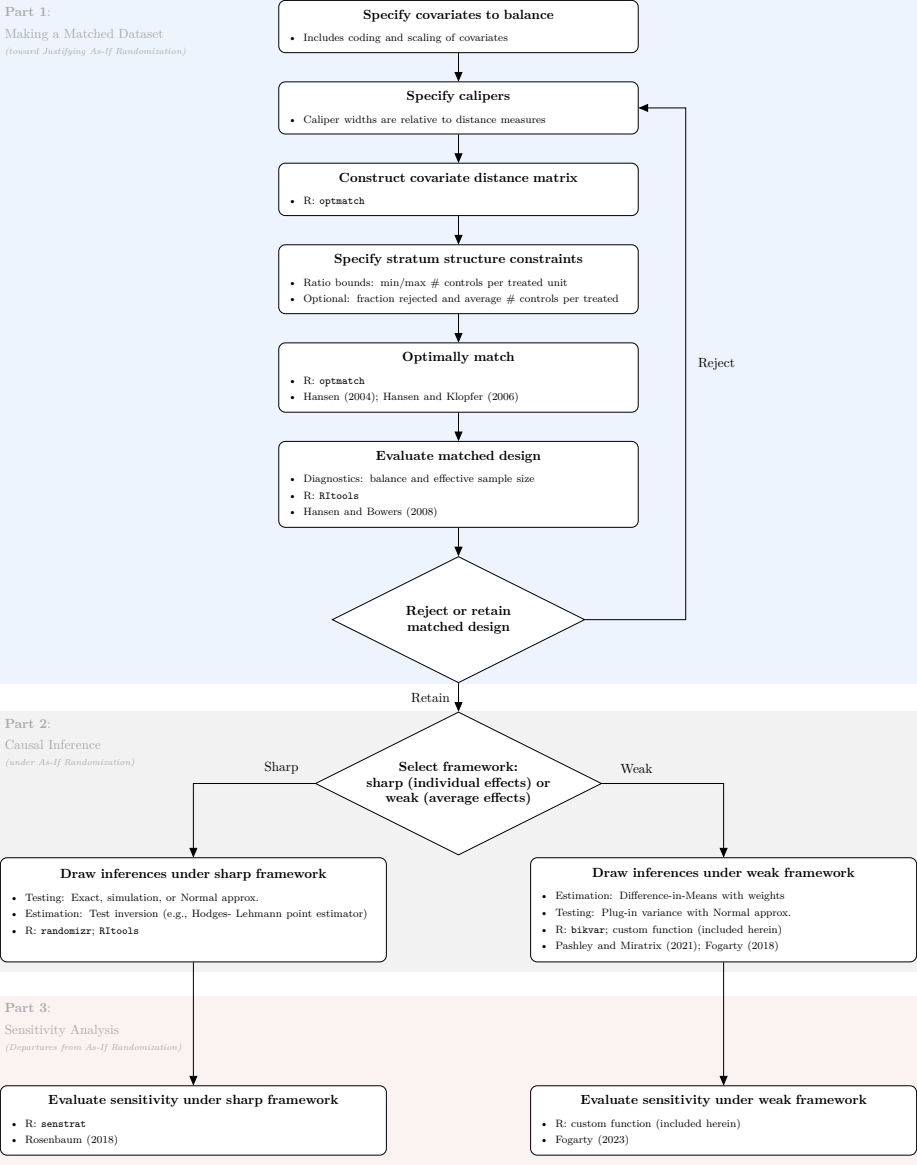 Part 1:
Making a Matched Dataset
(toward Justifying As-If Randomization)
Specify covariates to balance
• Includes coding and scaling of covariates
Specify calipers
• Caliper widths are relative to distance measures
Construct covariate distance matrix
• R: optmatch
Specify stratum structure constraints
• Ratio bounds: min/max # controls per treated unit
• Optional: fraction rejected and average # controls per treated
Optimally match
• R: optmatch
• Hansen (2004); Hansen and Klopfer (2006)
Reject
Evaluate matched design
• Diagnostics: balance and effective sample size
• R: RItools
• Hansen and Bowers (2008)
Reject or retain
matched design
Retain
Part 2:
Causal Inference
(under As-If Randomization)
Sharp
Select framework:
sharp (individual effects) or
weak (average effects)
Weak
Draw inferences under sharp framework
• Testing: Exact, simulation, or Normal approx.
• Estimation: Test inversion (e.g., Hodges- Lehmann point estimator)
• R: randomizr; RItools
Draw inferences under weak framework
• Estimation: Difference-in-Means with weights
• Testing: Plug-in variance with Normal approx.
• R: bikvar; custom function (included herein)
• Pashley and Miratrix (2021); Fogarty (2018)
Part 3:
Sensitivity Analysis
(Departures from As-If Randomization)
Evaluate sensitivity under sharp framework
• R: senstrat
• Rosenbaum (2018)
Evaluate sensitivity under weak framework
• R: custom function (included herein)
• Fogarty (2023)